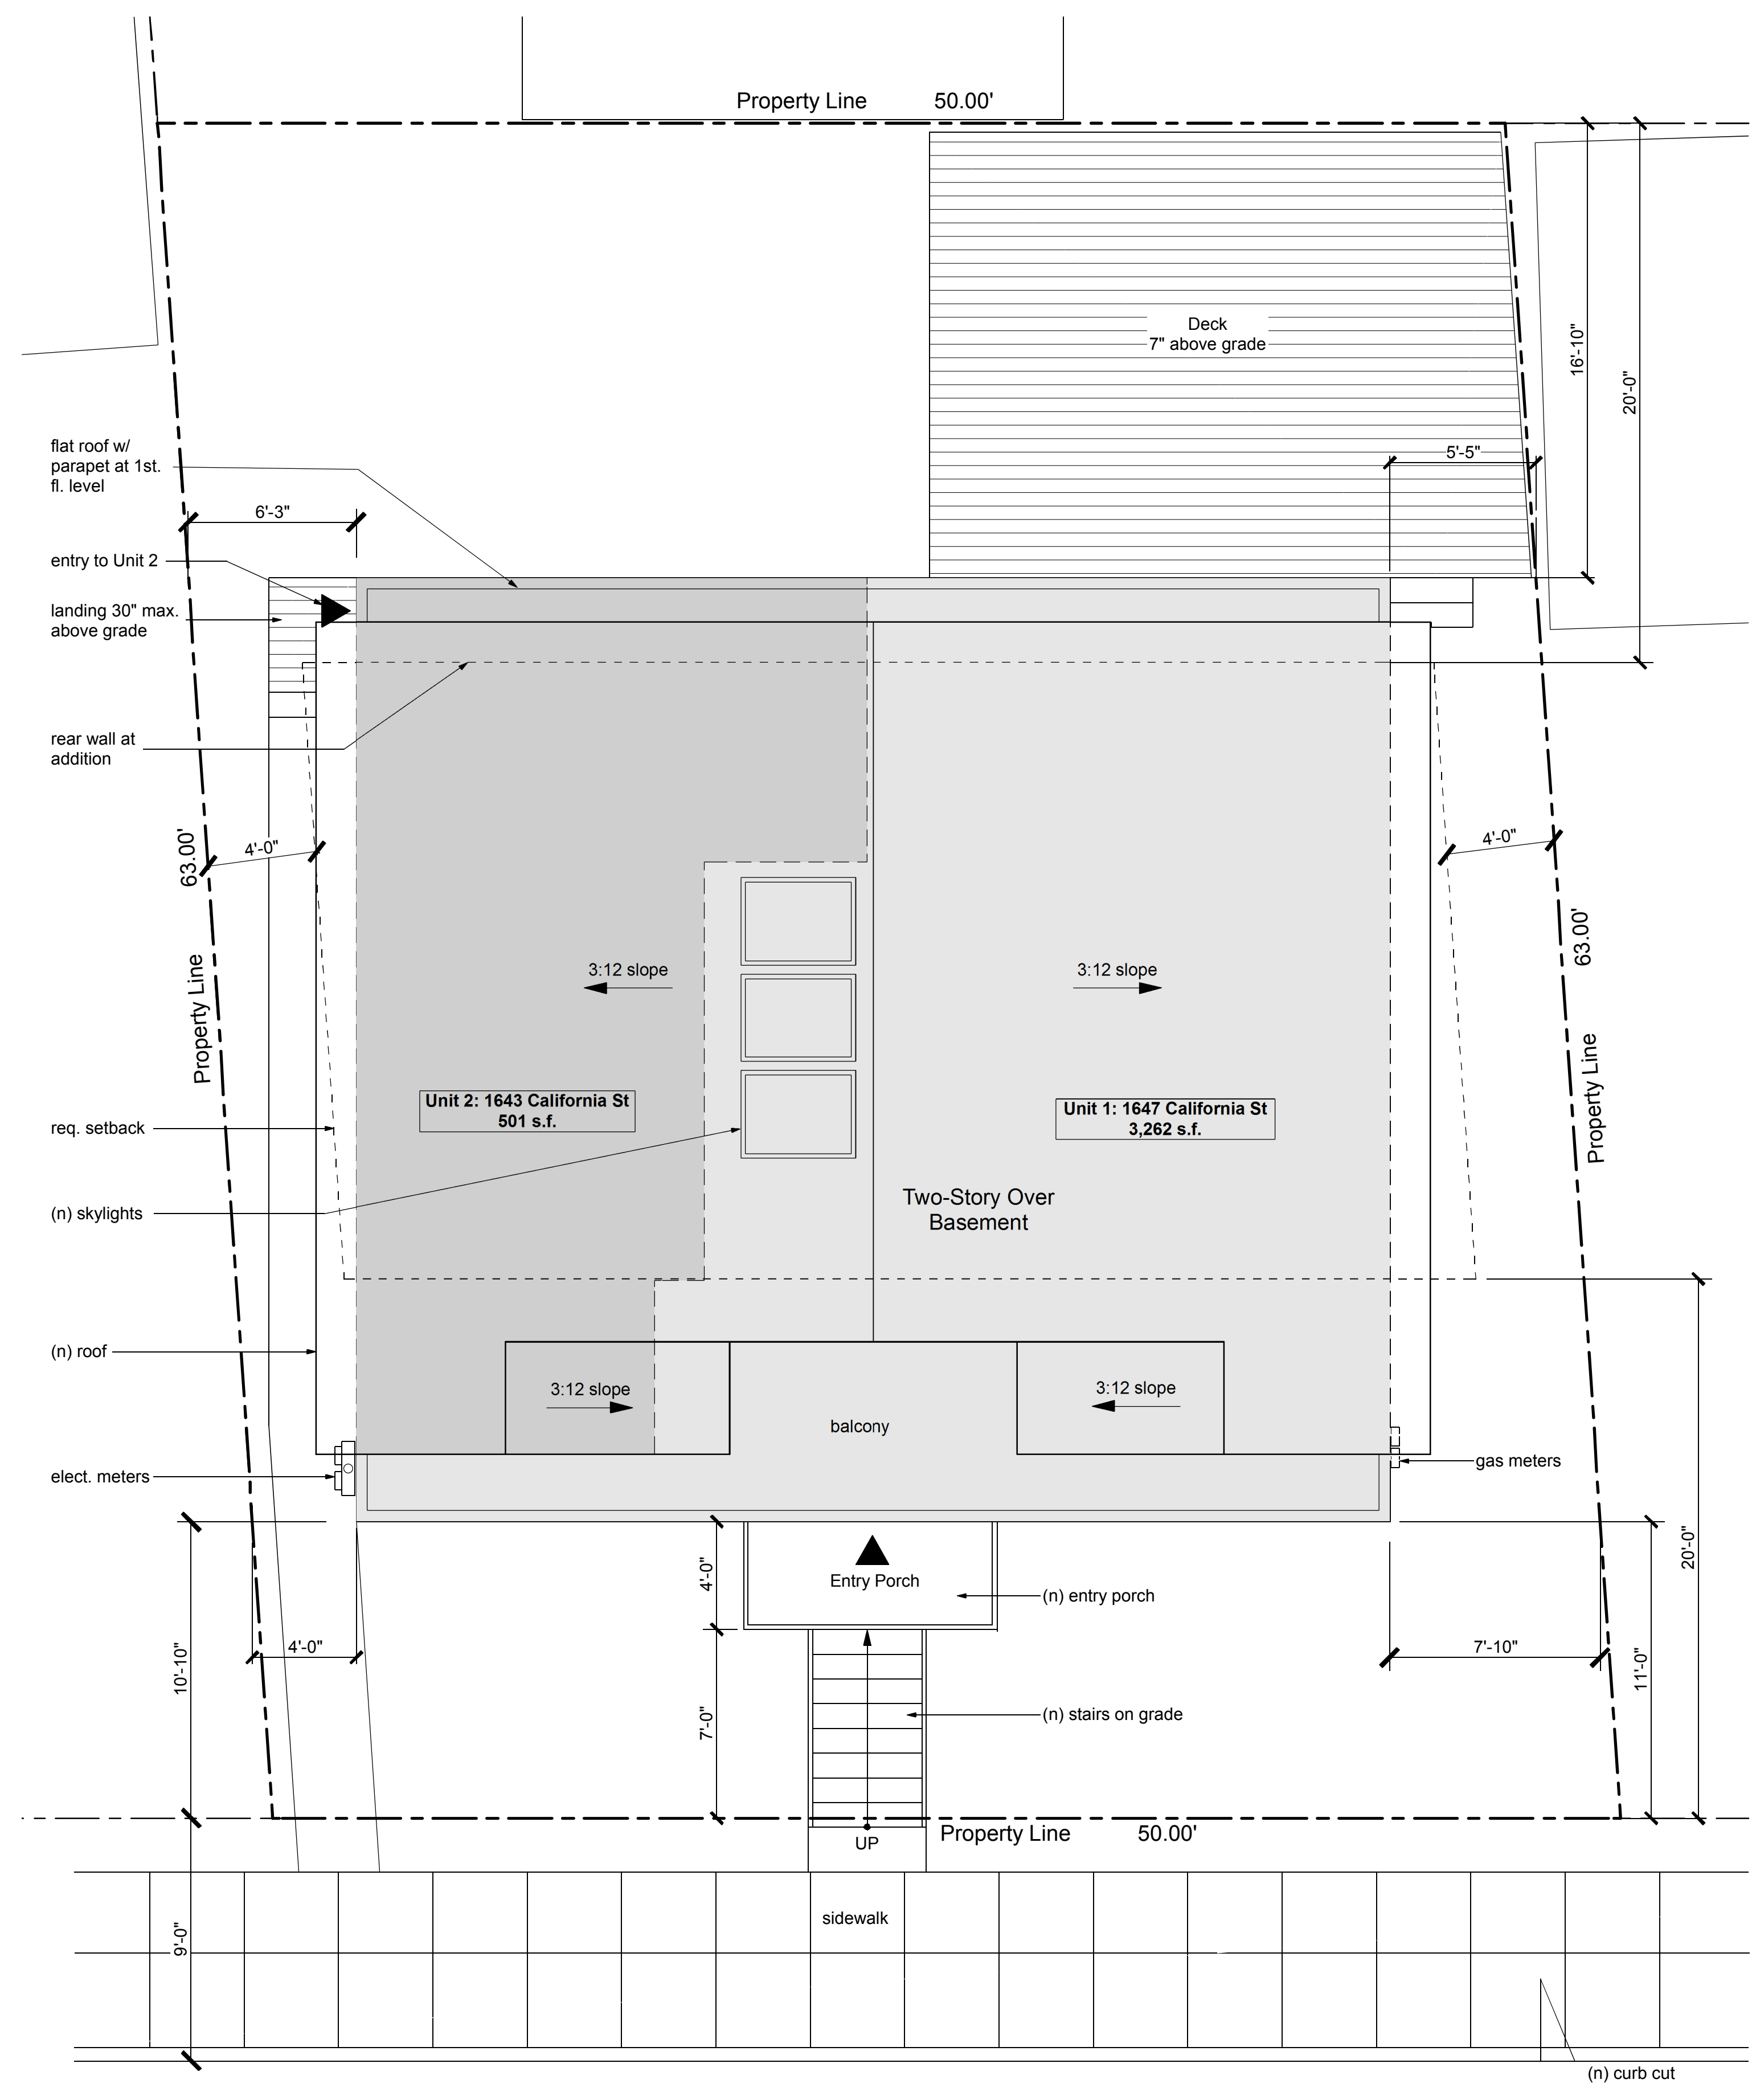 Property Line 50.00'
Deck
7" above grade
16'-10"
20'-0"
flat roof w/
parapet at 1st.
fl. level
5'-5"
6'-3"
entry to Unit 2
landing 30" max.
above grade
rear wall at
addition
63.00'
4'-0"
4'-0"
63.00'
Property Line
3:12 slope
3:12 slope
Property Line
Unit 2: 1643 California St
501 s.f.
Unit 1: 1647 California St
3,262 s.f.
req. setback
(n) skylights
Two-Story Over
Basement
(n) roof
3:12 slope
3:12 slope
balcony
elect. meters
gas meters
4'-0"
Entry Porch
(n) entry porch
20'-0"
4'-0"
7'-10"
10'-10"
11'-0"
7'-0"
(n) stairs on grade
UP
Property Line 50.00'
sidewalk
9'-0"
(n) curb cut